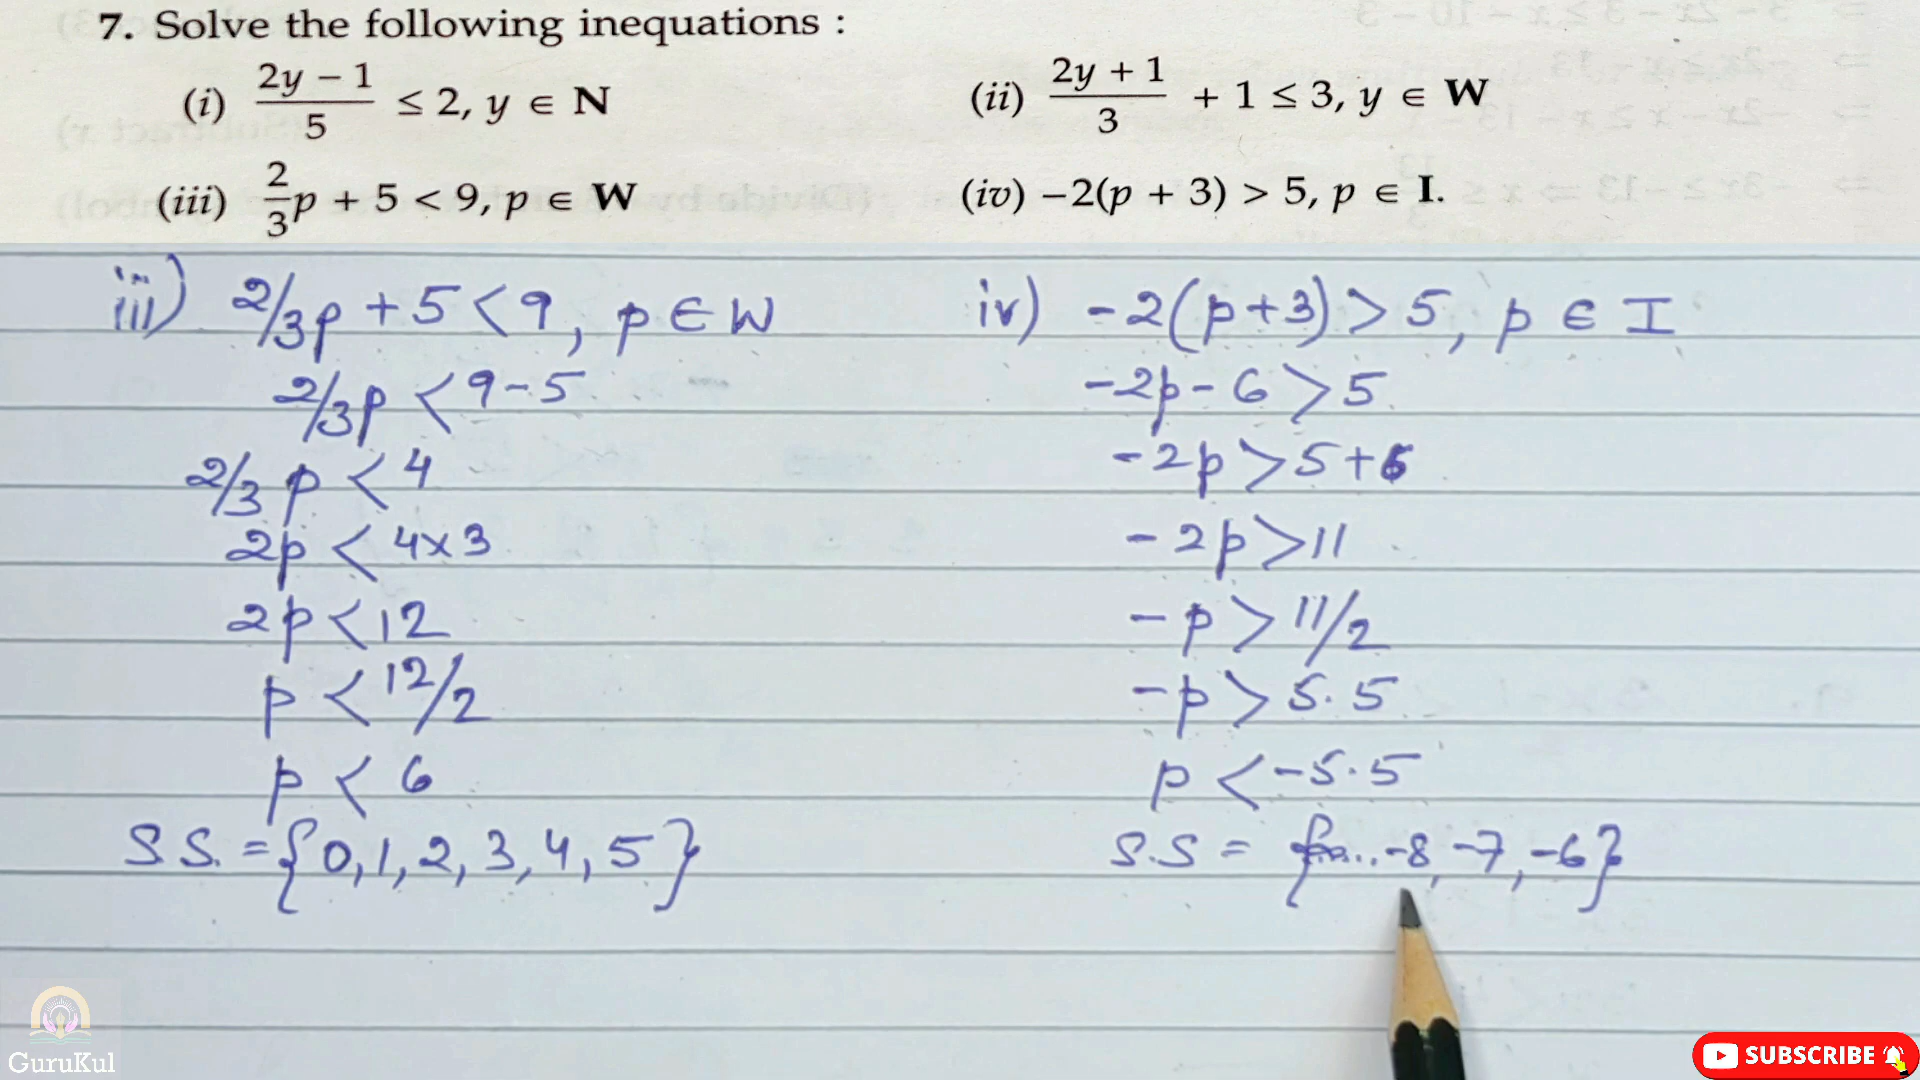 7. Solve the following inequations :
(i) (2y − 1)/5 ≤ 2, y ∈ N
(ii) (2y + 1)/3 + 1 ≤ 3, y ∈ W
(iii) 2/3 p + 5 < 9, p ∈ W
(iv) −2(p + 3) > 5, p ∈ I.
iii) 2/3p + 5 < 9, p ∈ W
2/3p < 9 - 5
2/3 p < 4
2p < 4 x 3
2p < 12
p < 12/2
p < 6
S S. = {0, 1, 2, 3, 4, 5}
iv) -2(p+3) > 5, p ∈ I
-2p - 6 > 5
-2p > 5+6
-2p > 11
-p > 11/2
-p > 5.5
p < -5.5
S.S = {...-8, -7, -6}
GuruKul
SUBSCRIBE